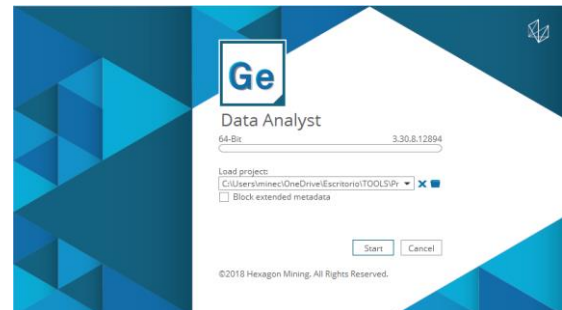 Ge
Data Analyst
64-Bit 3.30.8.12894
Load project:
C:\Users\minec\OneDrive\Escritorio\TOOLS\Pr
Block extended metadata
Start Cancel
©2018 Hexagon Mining. All Rights Reserved.